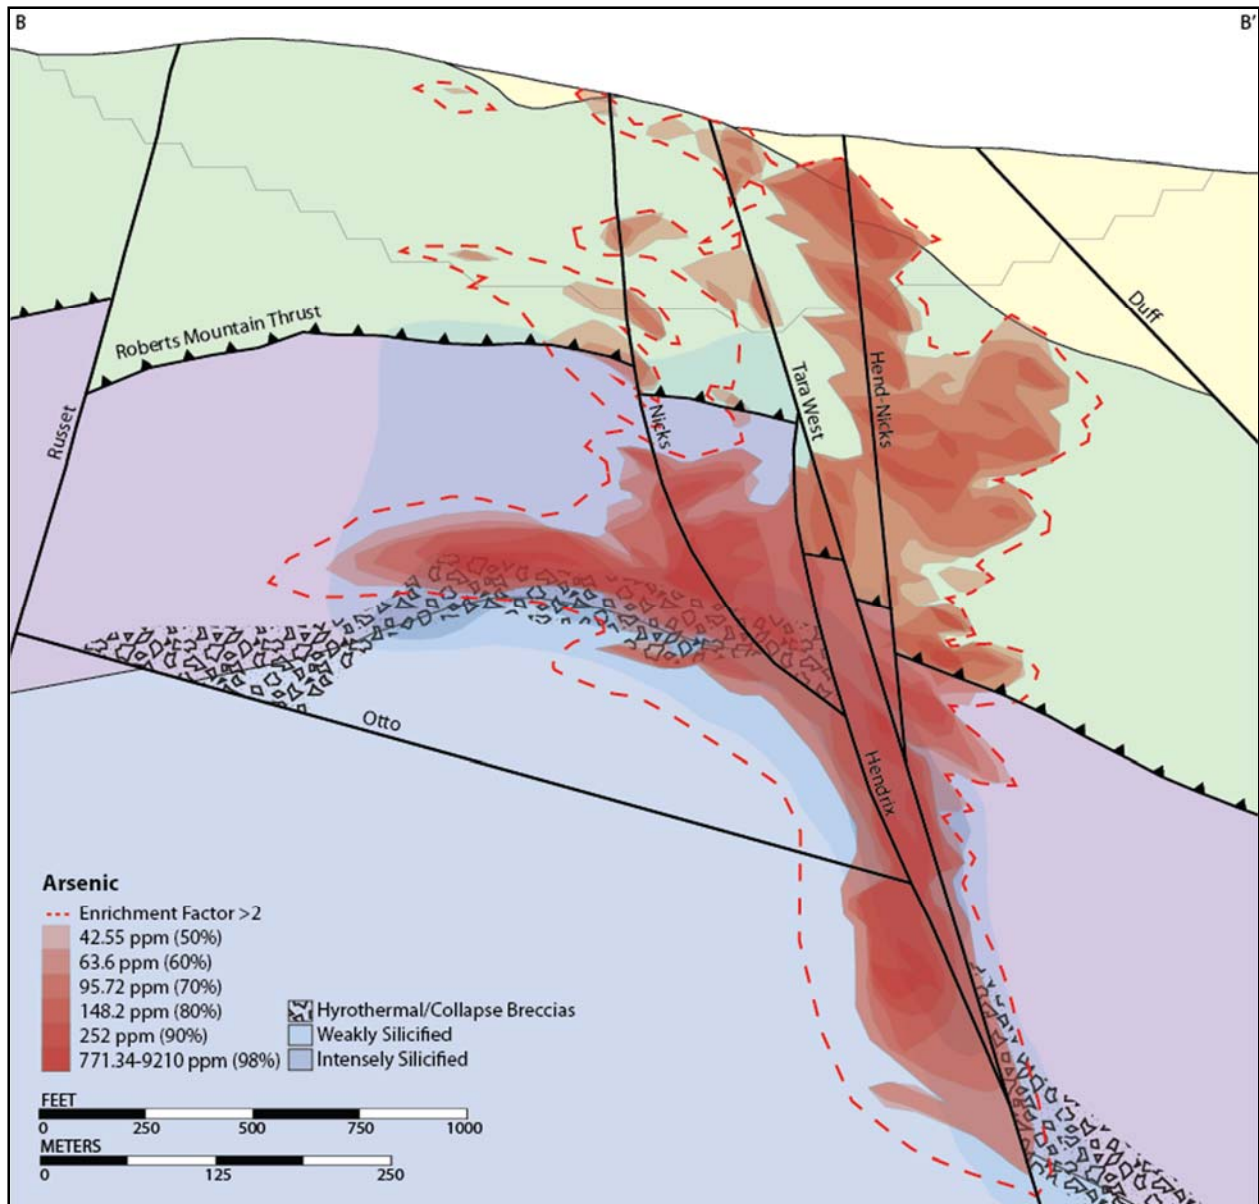 B
B'
Roberts Mountain Thrust
Russet
Nicks
Tara West
Hend-Nicks
Duff
Otto
Hendrix
Arsenic
Enrichment Factor >2
42.55 ppm (50%)
63.6 ppm (60%)
95.72 ppm (70%)
148.2 ppm (80%)
252 ppm (90%)
771.34-9210 ppm (98%)
Hyrothermal/Collapse Breccias
Weakly Silicified
Intensely Silicified
FEET
0 250 500 750 1000
METERS
0 125 250